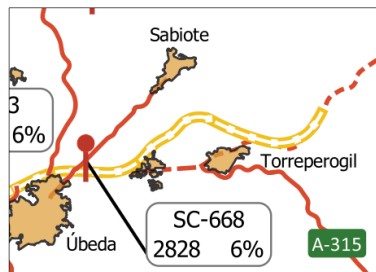 Sabiote
3
6%
Torreperogil
SC-668
2828 6%
Úbeda
A-315